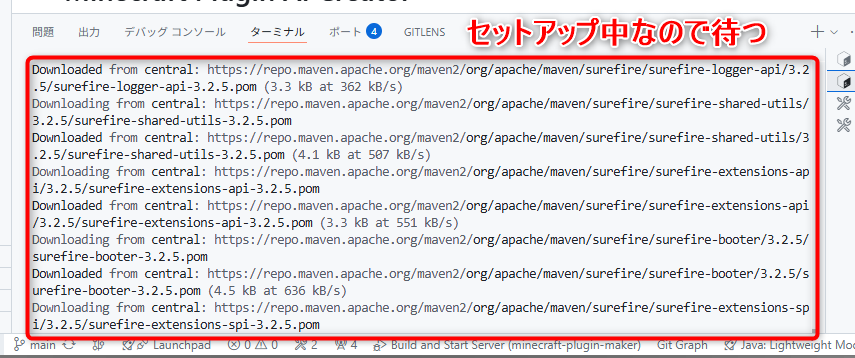 問題 出力 デバッグ コンソール ターミナル ポート 4 GITLENS セットアップ中なので待つ
Downloaded from central: https://repo.maven.apache.org/maven2/org/apache/maven/surefire/surefire-logger-api/3.2
.5/surefire-logger-api-3.2.5.pom (3.3 kB at 362 kB/s)
Downloading from central: https://repo.maven.apache.org/maven2/org/apache/maven/surefire/surefire-shared-utils/
3.2.5/surefire-shared-utils-3.2.5.pom
Downloaded from central: https://repo.maven.apache.org/maven2/org/apache/maven/surefire/surefire-shared-utils/3
.2.5/surefire-shared-utils-3.2.5.pom (4.1 kB at 507 kB/s)
Downloading from central: https://repo.maven.apache.org/maven2/org/apache/maven/surefire/surefire-extensions-ap
i/3.2.5/surefire-extensions-api-3.2.5.pom
Downloaded from central: https://repo.maven.apache.org/maven2/org/apache/maven/surefire/surefire-extensions-api
/3.2.5/surefire-extensions-api-3.2.5.pom (3.3 kB at 551 kB/s)
Downloading from central: https://repo.maven.apache.org/maven2/org/apache/maven/surefire/surefire-booter/3.2.5/
surefire-booter-3.2.5.pom
Downloaded from central: https://repo.maven.apache.org/maven2/org/apache/maven/surefire/surefire-booter/3.2.5/s
urefire-booter-3.2.5.pom (4.5 kB at 636 kB/s)
Downloading from central: https://repo.maven.apache.org/maven2/org/apache/maven/surefire/surefire-extensions-sp
i/3.2.5/surefire-extensions-spi-3.2.5.pom
main Launchpad 0 0 2 4 Build and Start Server (minecraft-plugin-maker) Git Graph Java: Lightweight Mo